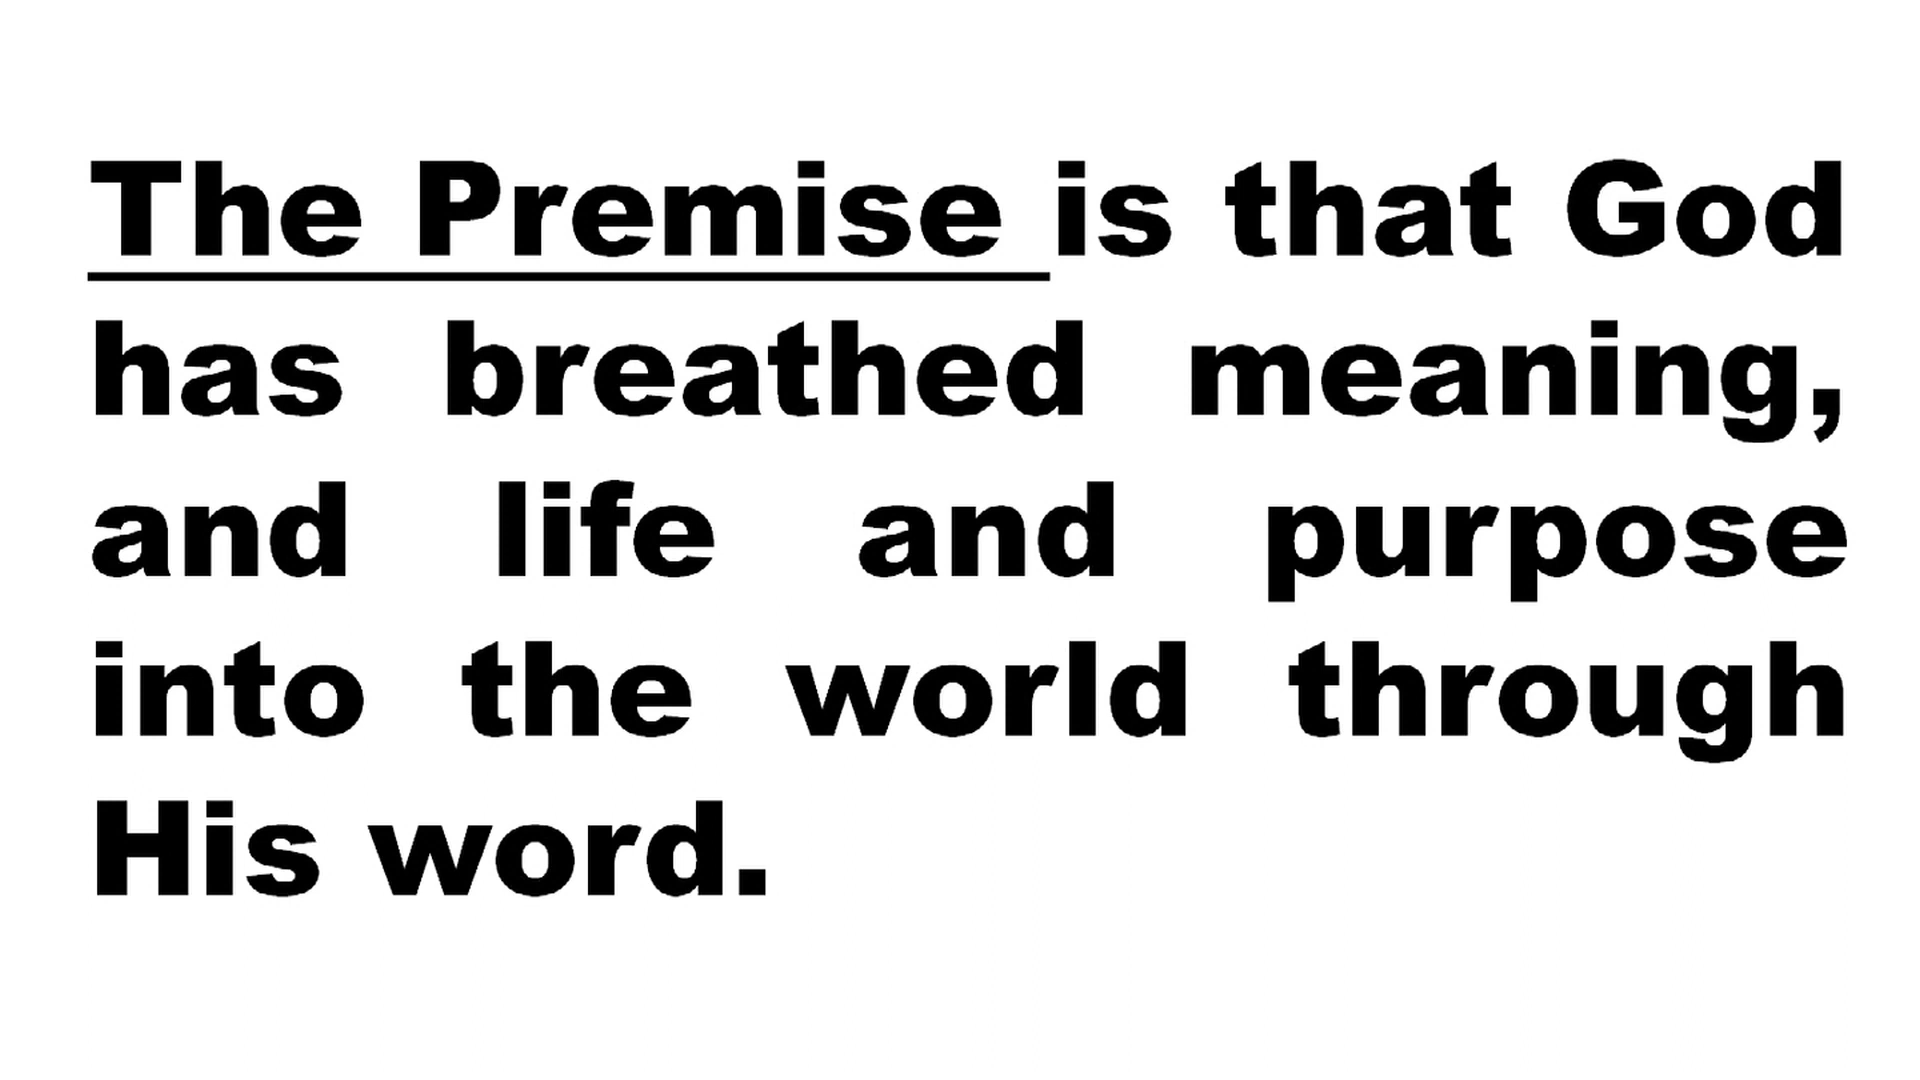 The Premise is that God
has breathed meaning,
and life and purpose
into the world through
His word.